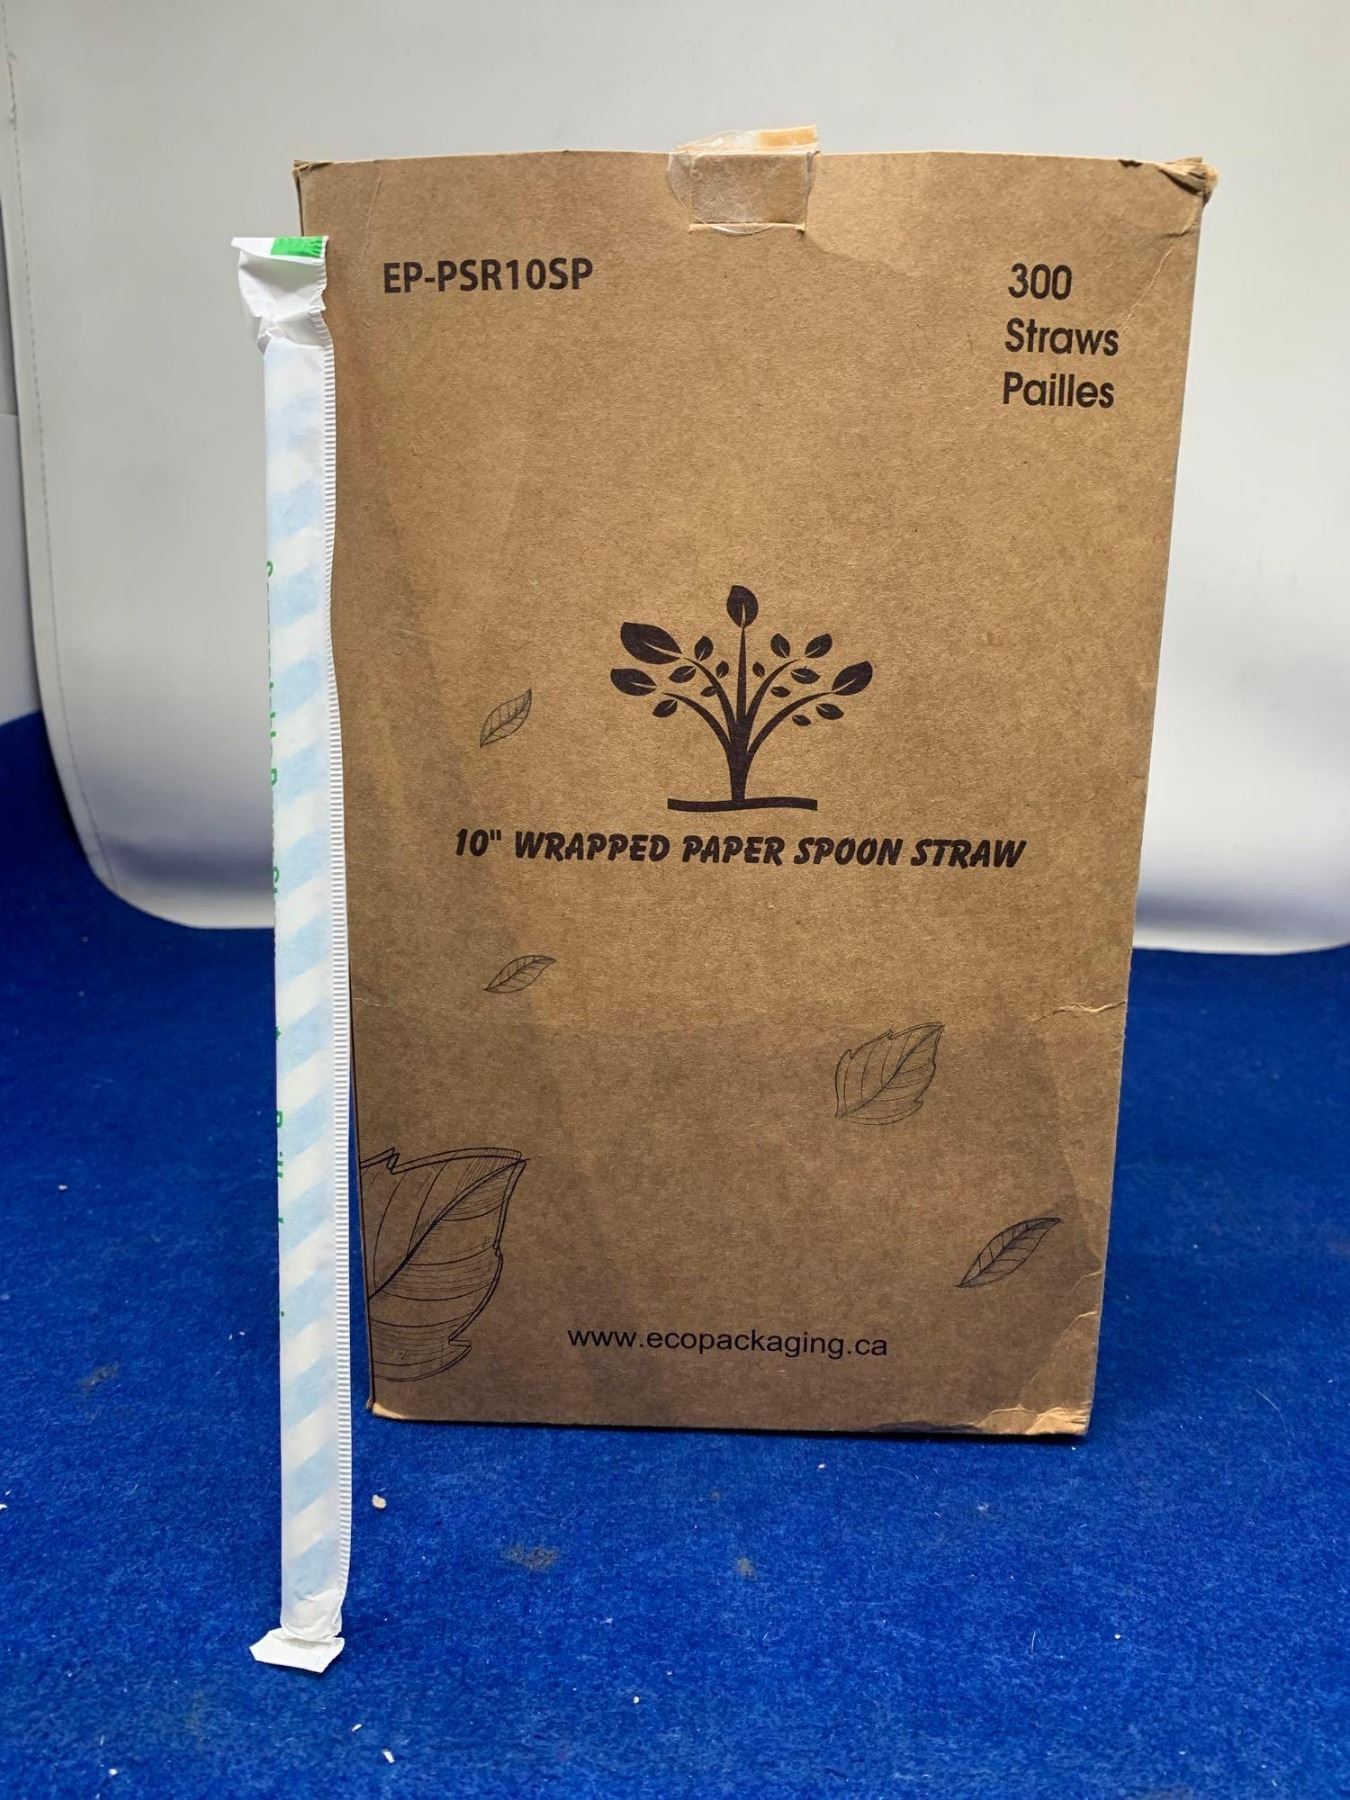 EP-PSR10SP
300
Straws
Pailles
10" WRAPPED PAPER SPOON STRAW
www.ecopackaging.ca